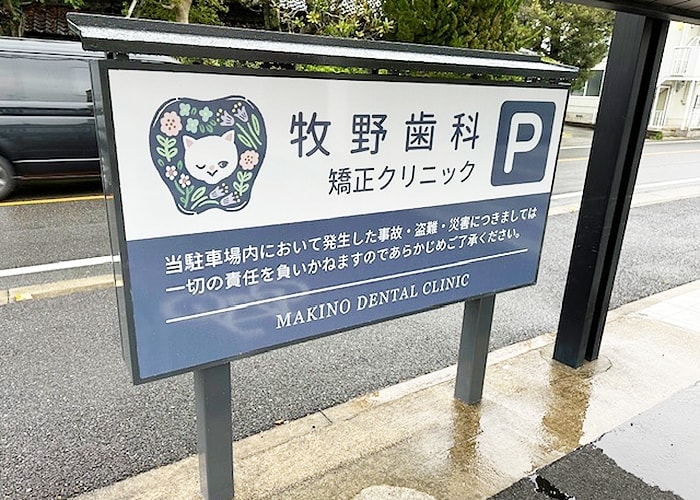 牧野歯科
矯正クリニック
P
当駐車場内において発生した事故・盗難・災害につきましては
一切の責任を負いかねますのであらかじめご了承ください。
MAKINO DENTAL CLINIC